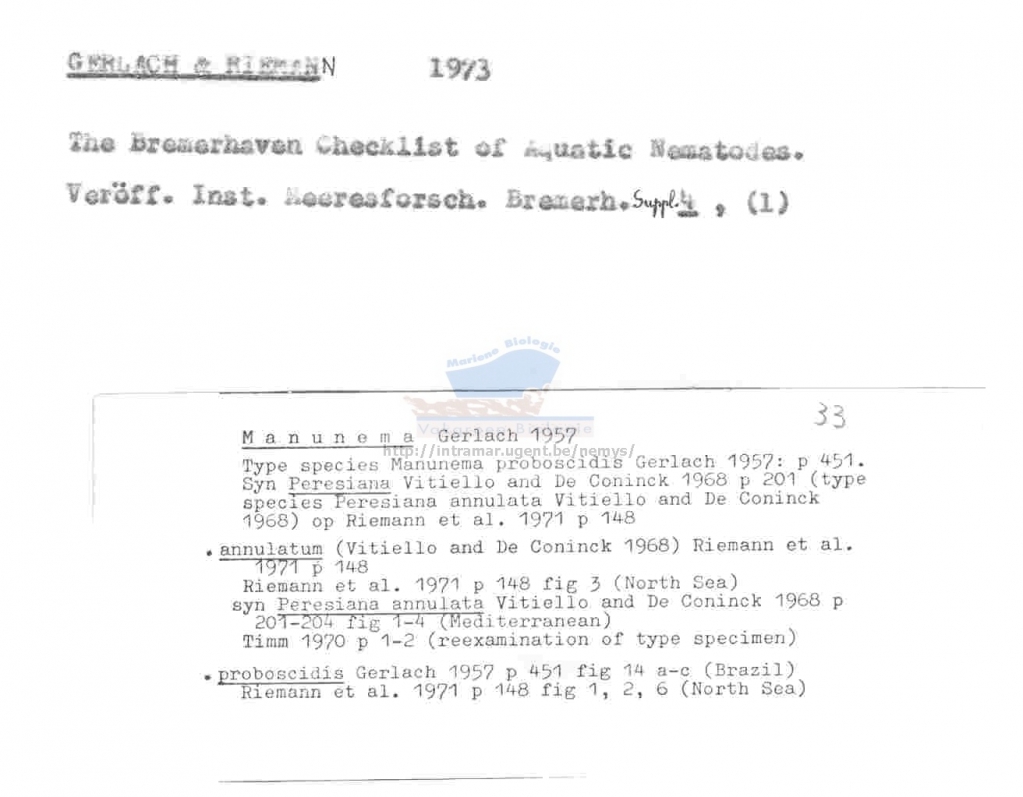 GERLACH & RIEMANN 1973
The Bremerhaven Checklist of Aquatic Nematodes.
Veröff. Inst. Meeresforsch. Bremerh. Suppl. 4 , (1)
Mariene Biologie
33
Manunema Gerlach 1957
http://intramar.ugent.be/nemys/
Type species Manunema proboscidis Gerlach 1957: p 451.
Syn Peresiana Vitiello and De Coninck 1968 p 201 (type
species Peresiana annulata Vitiello and De Coninck
1968) op Riemann et al. 1971 p 148
• annulatum (Vitiello and De Coninck 1968) Riemann et al.
1971 p 148
Riemann et al. 1971 p 148 fig 3 (North Sea)
syn Peresiana annulata Vitiello and De Coninck 1968 p
201-204 fig 1-4 (Mediterranean)
Timm 1970 p 1-2 (reexamination of type specimen)
• proboscidis Gerlach 1957 p 451 fig 14 a-c (Brazil)
Riemann et al. 1971 p 148 fig 1, 2, 6 (North Sea)